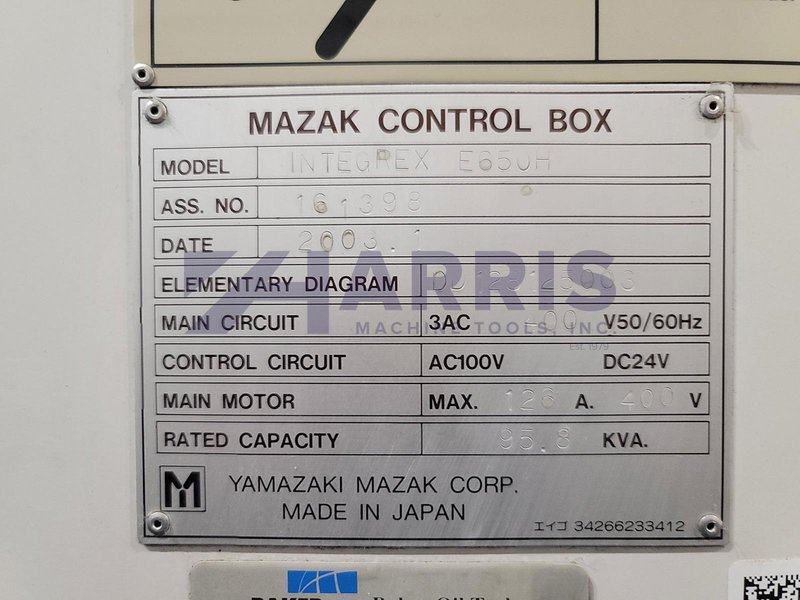 MAZAK CONTROL BOX
MODEL INTEGREX E650H
ASS. NO. 161398
DATE 2003.1
ELEMENTARY DIAGRAM
HARRIS
MAIN CIRCUIT 3AC 400 V50/60Hz
MACHINE TOOLS, INC.
Est. 1979
CONTROL CIRCUIT AC100V DC24V
MAIN MOTOR MAX. 126 A. 400 V
RATED CAPACITY 95.8 KVA.
YAMAZAKI MAZAK CORP.
MADE IN JAPAN
エイゴ 34266233412